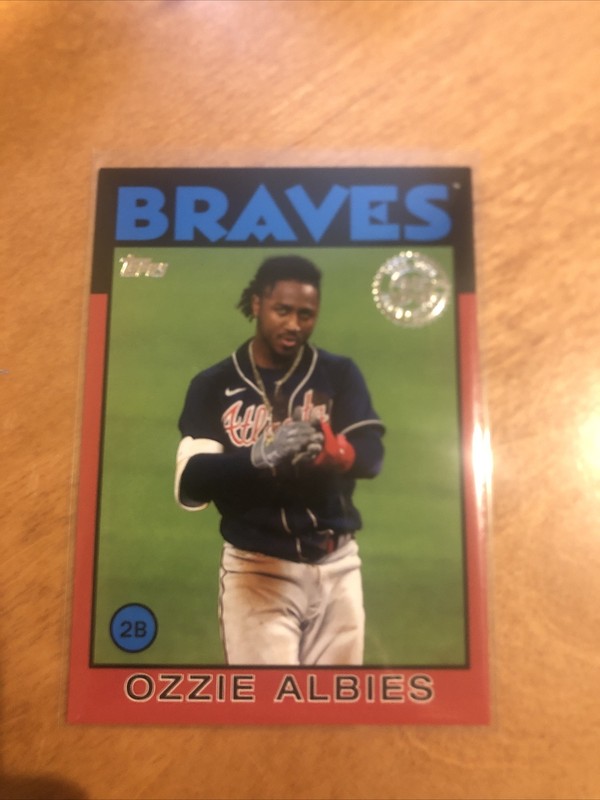 BRAVES
Topps
Atlanta
2B
OZZIE ALBIES